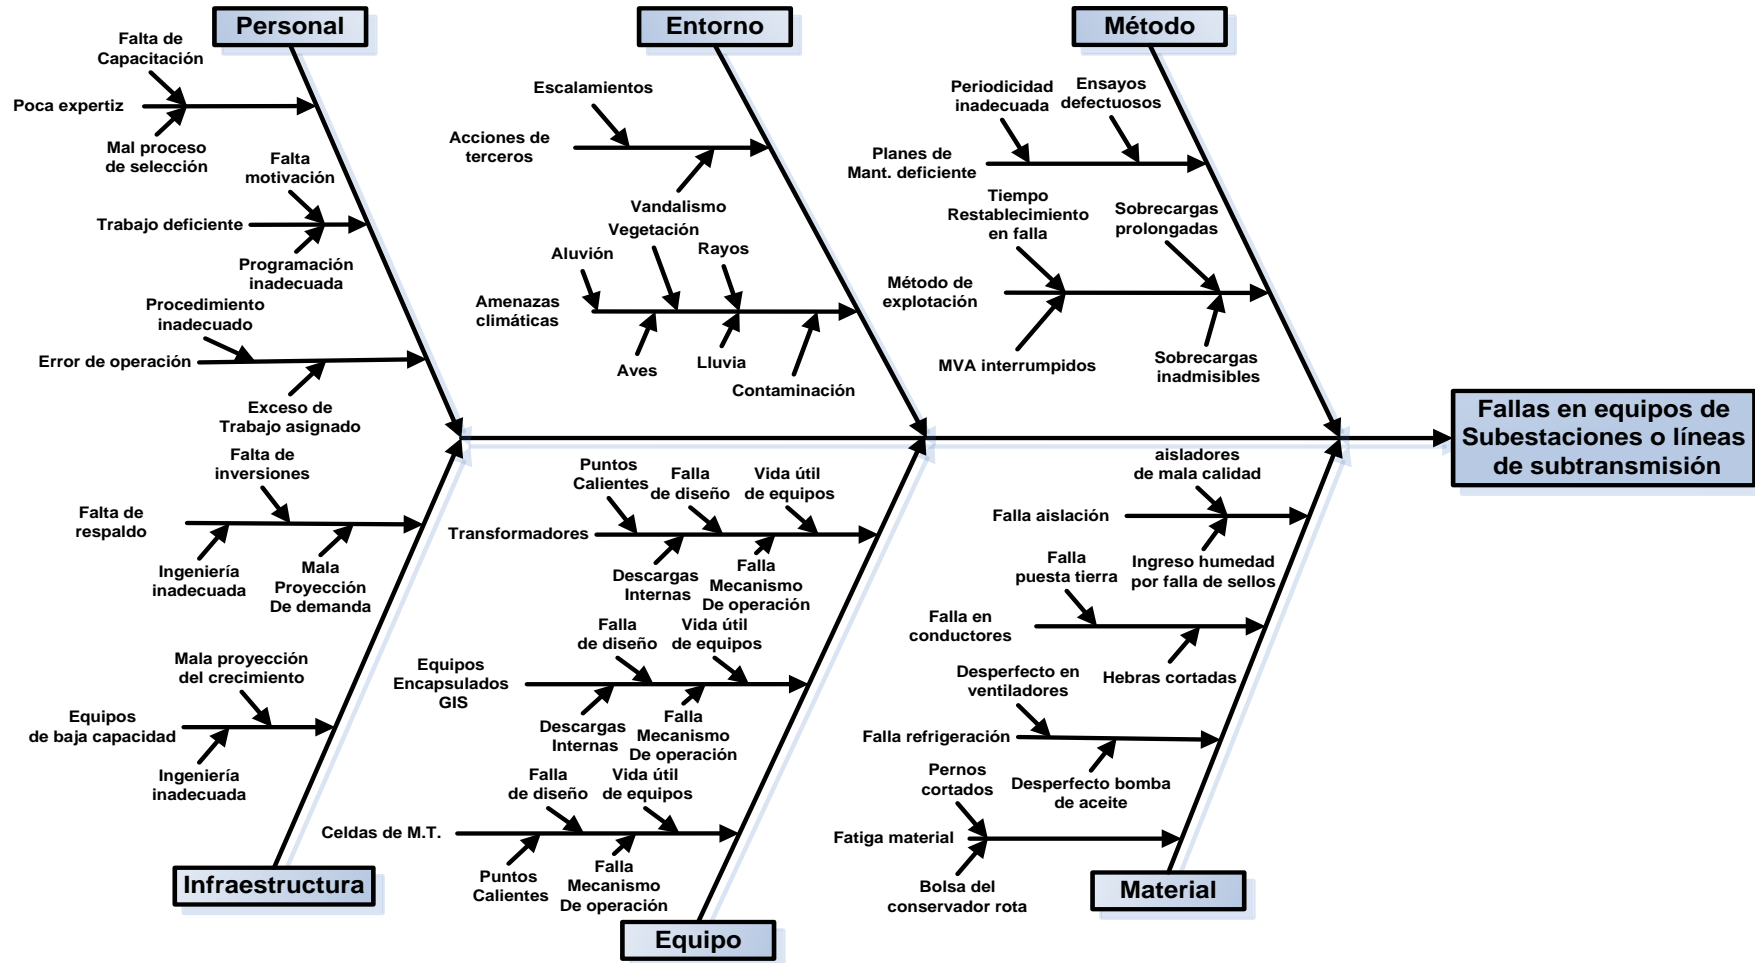 Personal
Falta de
Capacitación
Poca expertiz
Mal proceso
de selección
Falta
motivación
Trabajo deficiente
Programación
inadecuada
Procedimiento
inadecuado
Error de operación
Exceso de
Trabajo asignado
Entorno
Escalamientos
Acciones de
terceros
Vandalismo
Vegetación
Aluvión
Rayos
Amenazas
climáticas
Aves
Lluvia
Contaminación
Método
Periodicidad
inadecuada
Ensayos
defectuosos
Planes de
Mant. deficiente
Tiempo
Restablecimiento
en falla
Sobrecargas
prolongadas
Método de
explotación
MVA interrumpidos
Sobrecargas
inadmisibles
Fallas en equipos de
Subestaciones o líneas
de subtransmisión
Falta de
inversiones
Falta de
respaldo
Ingeniería
inadecuada
Mala
Proyección
De demanda
Mala proyección
del crecimiento
Equipos
de baja capacidad
Ingeniería
inadecuada
Infraestructura
Puntos
Calientes
Falla
de diseño
Vida útil
de equipos
Transformadores
Descargas
Internas
Falla
Mecanismo
De operación
Falla
de diseño
Vida útil
de equipos
Equipos
Encapsulados
GIS
Descargas
Internas
Falla
Mecanismo
De operación
Falla
de diseño
Vida útil
de equipos
Celdas de M.T.
Puntos
Calientes
Falla
Mecanismo
De operación
Equipo
aisladores
de mala calidad
Falla aislación
Ingreso humedad
por falla de sellos
Falla
puesta tierra
Falla en
conductores
Hebras cortadas
Desperfecto en
ventiladores
Falla refrigeración
Desperfecto bomba
de aceite
Pernos
cortados
Fatiga material
Bolsa del
conservador rota
Material